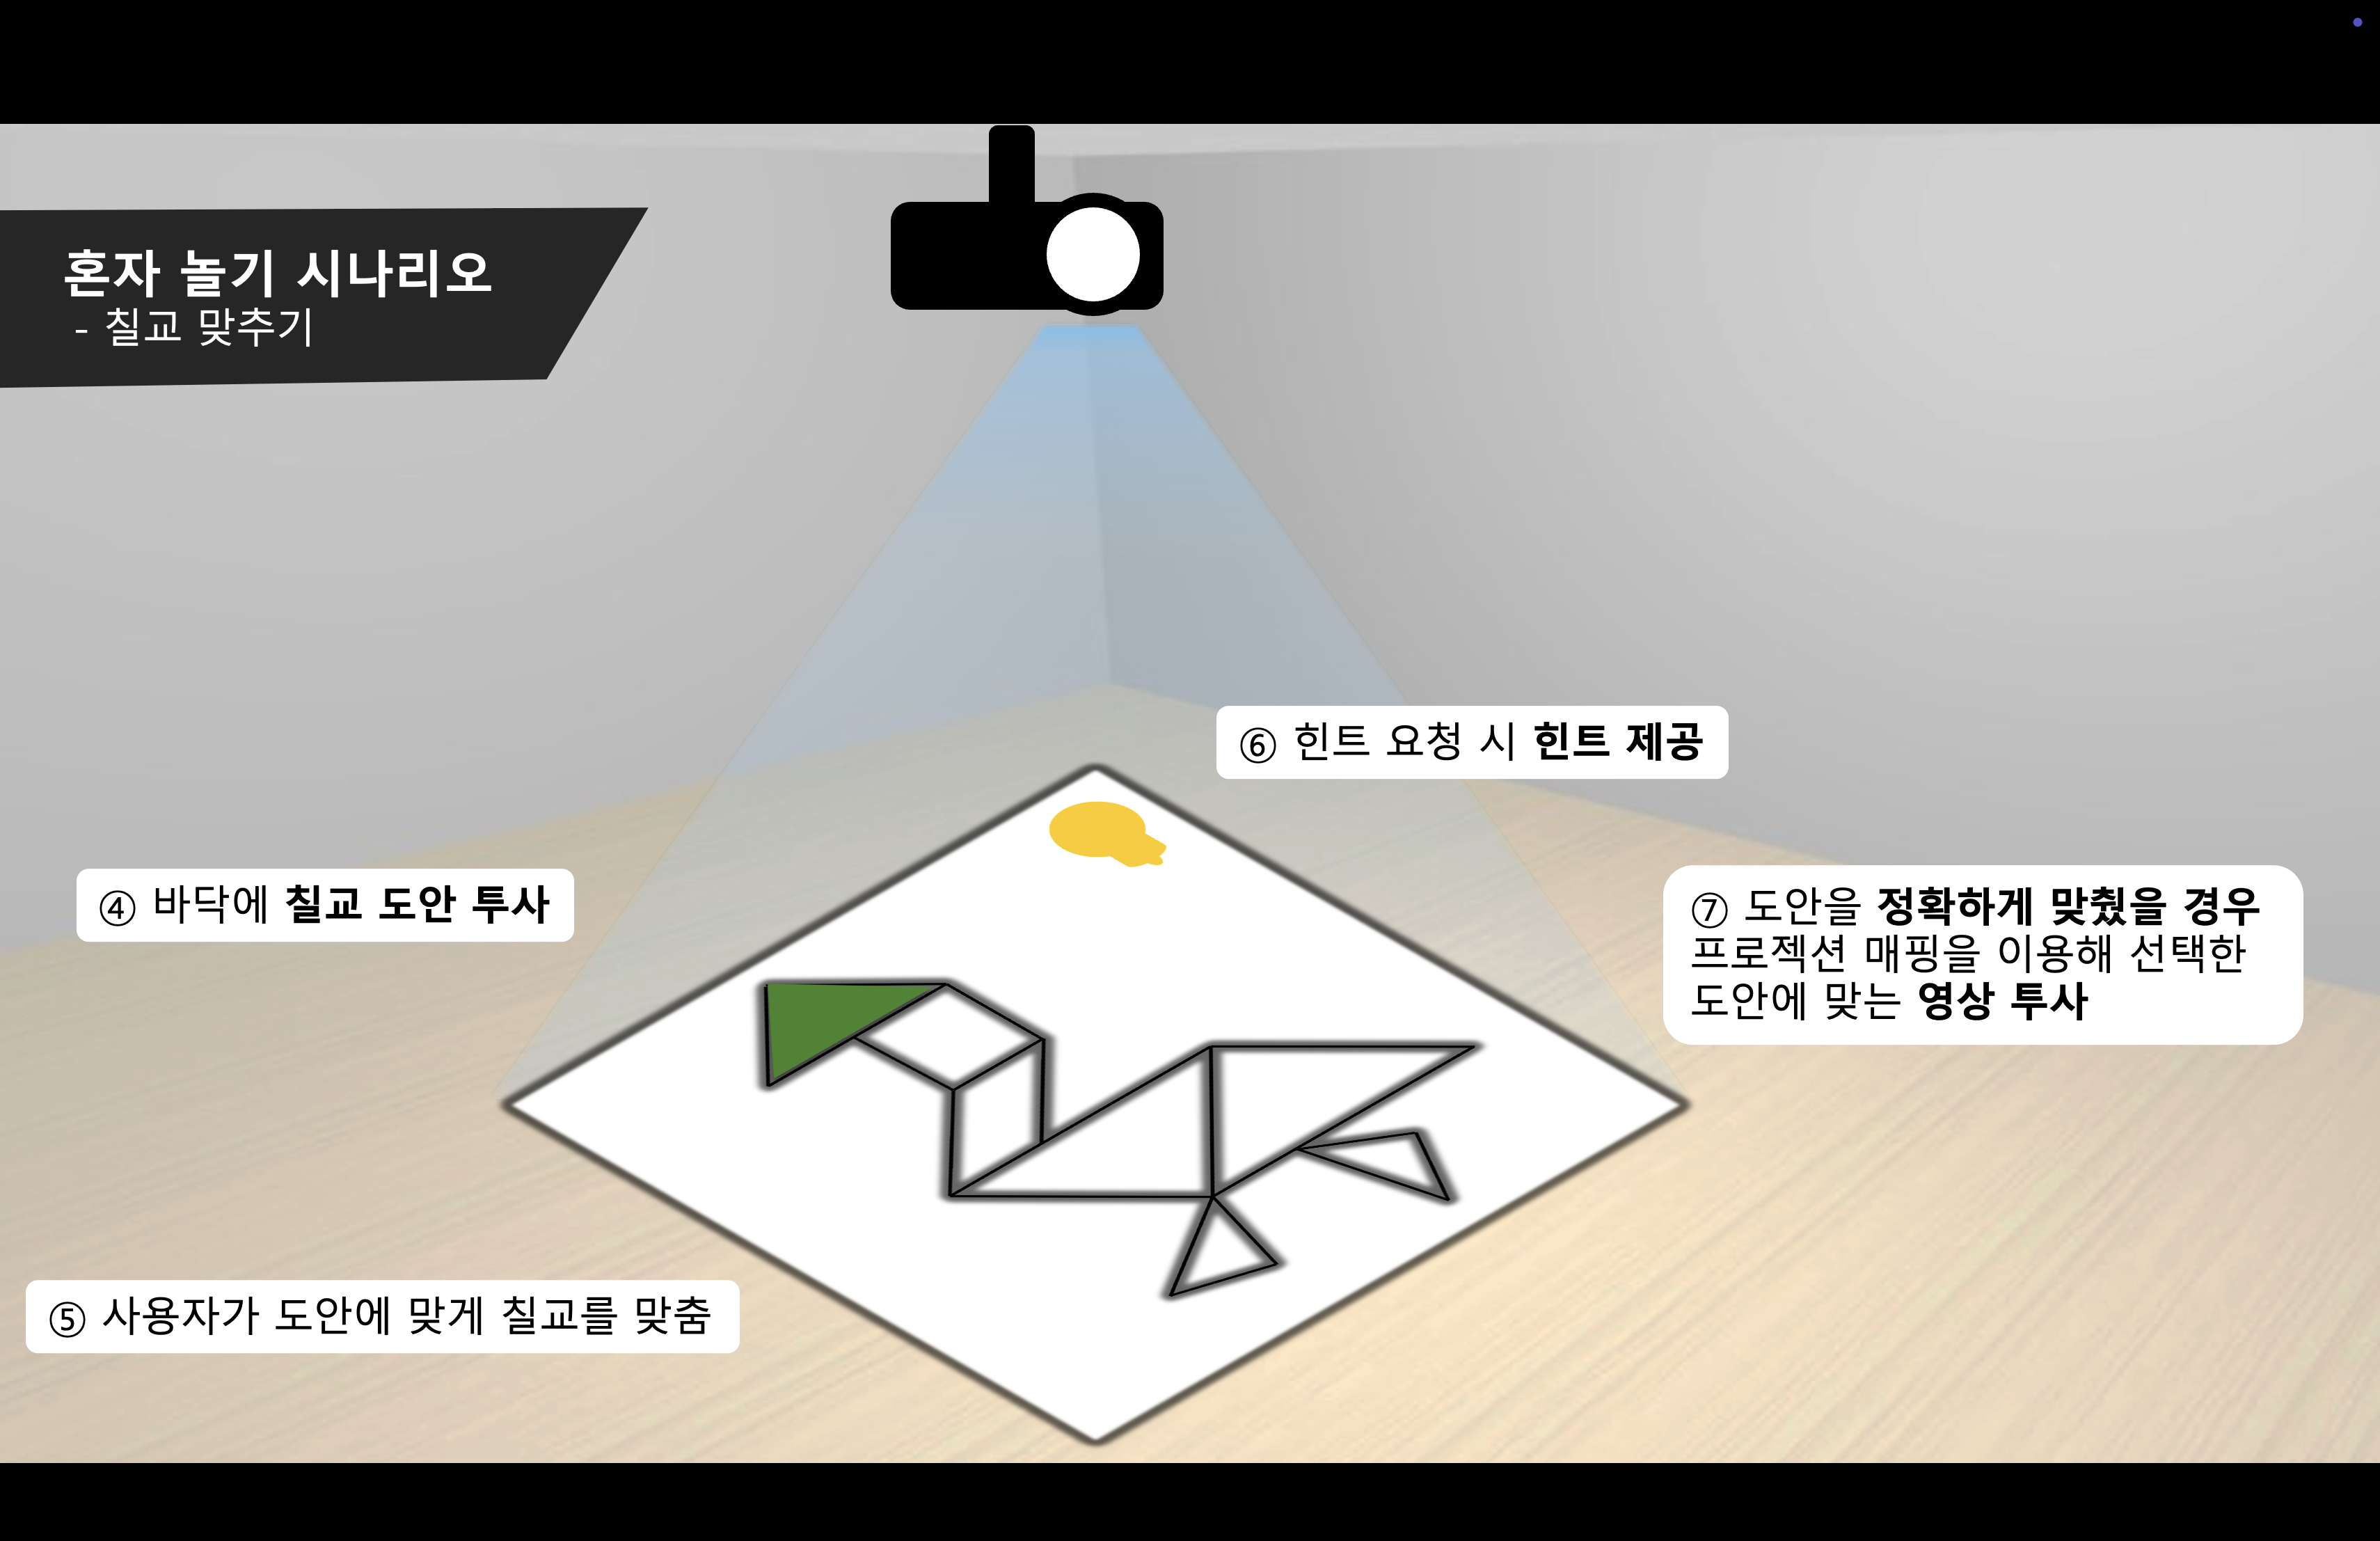 혼자 놀기 시나리오
- 칠교 맞추기
⑥ 힌트 요청 시 힌트 제공
④ 바닥에 칠교 도안 투사
⑦ 도안을 정확하게 맞췄을 경우
프로젝션 매핑을 이용해 선택한
도안에 맞는 영상 투사
⑤ 사용자가 도안에 맞게 칠교를 맞춤